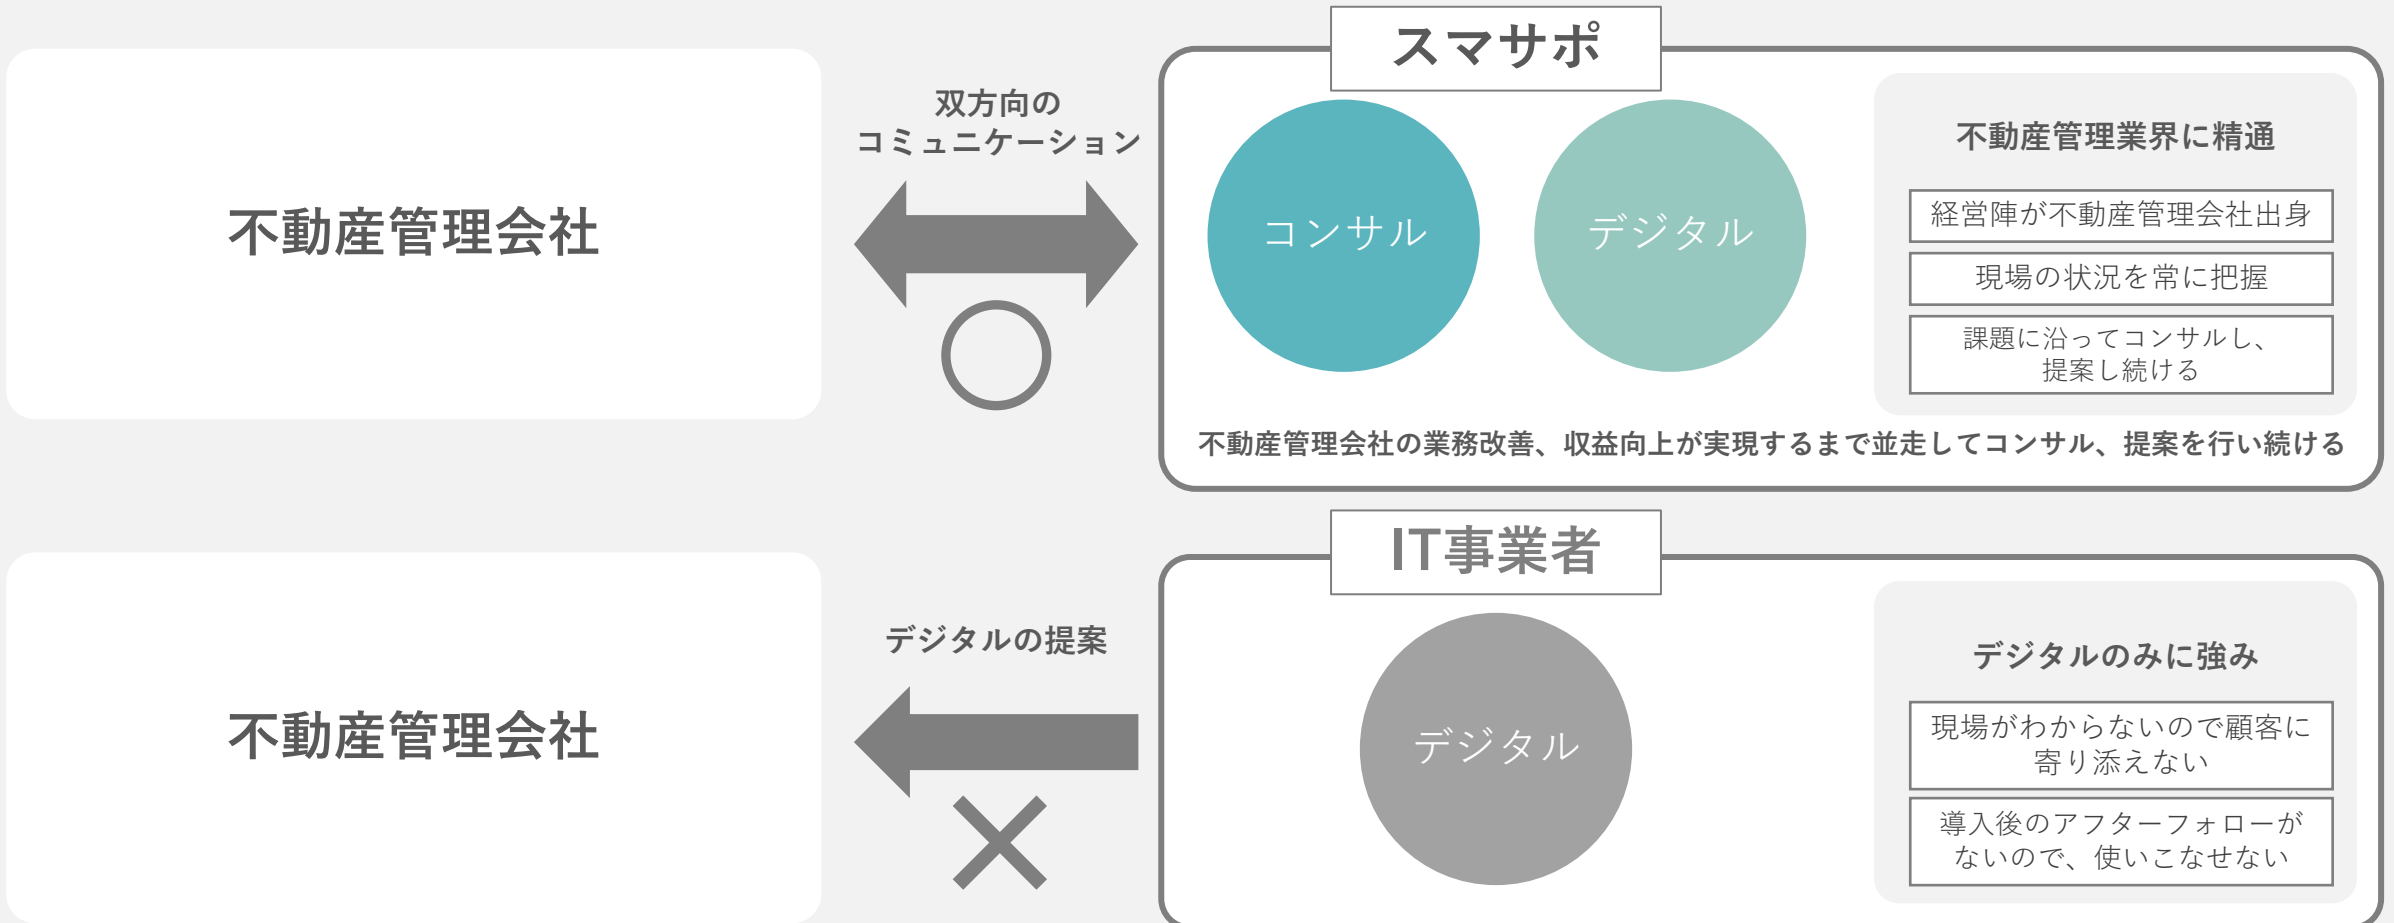 不動産管理会社
双方向の
コミュニケーション
スマサポ
コンサル
デジタル
不動産管理業界に精通
経営陣が不動産管理会社出身
現場の状況を常に把握
課題に沿ってコンサルし、
提案し続ける
不動産管理会社の業務改善、収益向上が実現するまで並走してコンサル、提案を行い続ける
不動産管理会社
デジタルの提案
IT事業者
デジタル
デジタルのみに強み
現場がわからないので顧客に
寄り添えない
導入後のアフターフォローが
ないので、使いこなせない